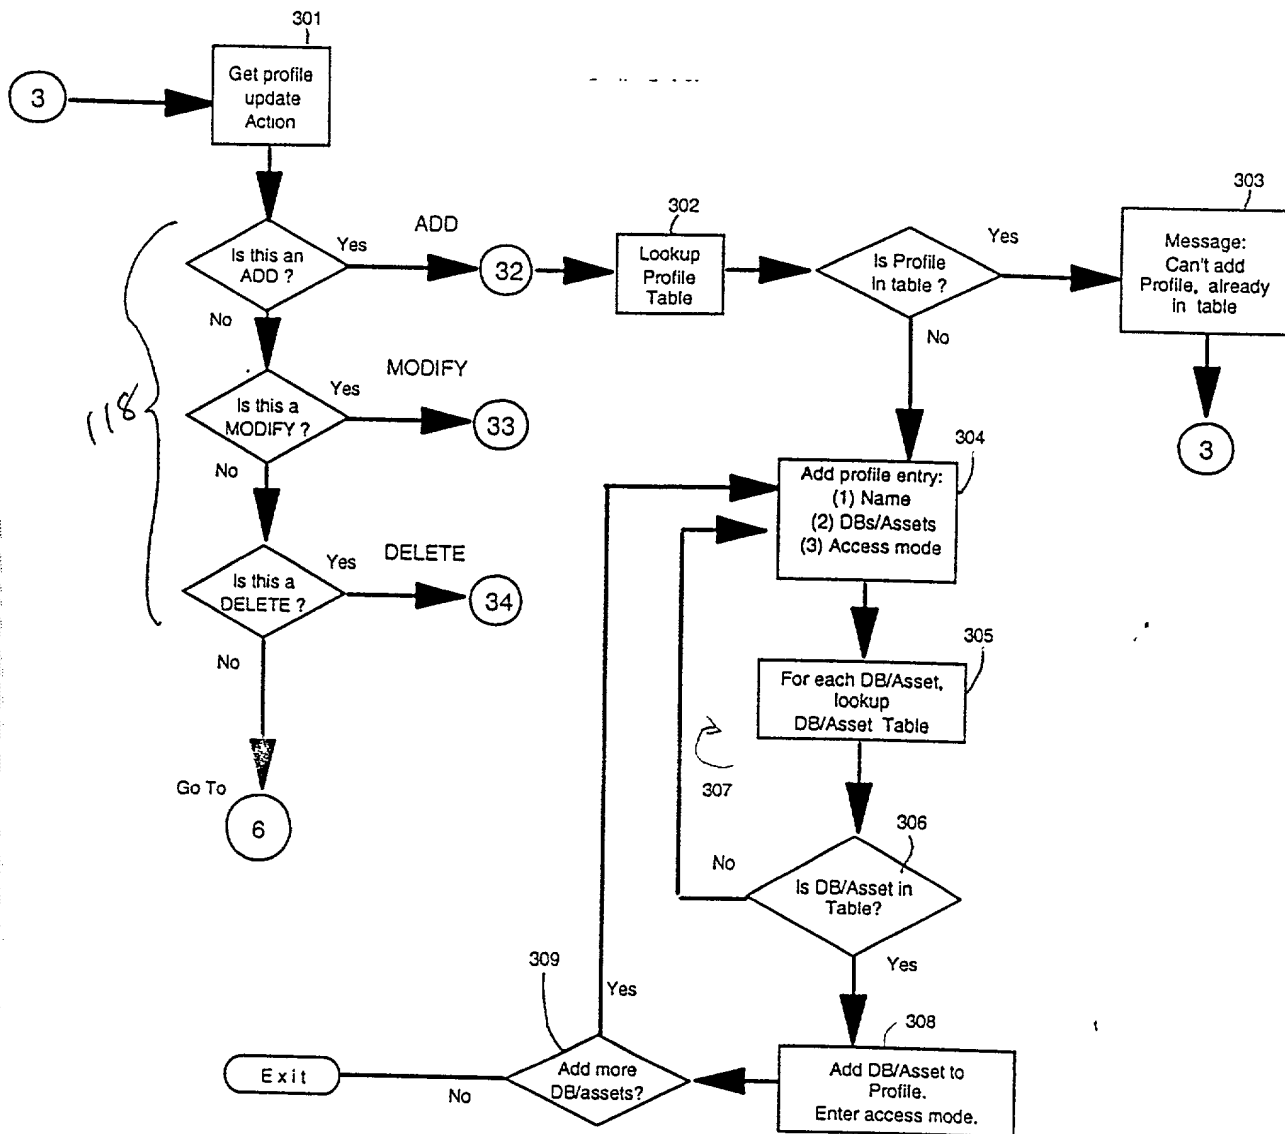 301
Get profile
update
Action
3
Is this an
ADD ?
Yes
ADD
32
302
Lookup
Profile
Table
Is Profile
In table ?
Yes
303
Message:
Can't add
Profile, already
in table
3
No
No
118
Is this a
MODIFY ?
Yes
MODIFY
33
No
Is this a
DELETE ?
Yes
DELETE
34
No
Go To
6
304
Add profile entry:
(1) Name
(2) DBs/Assets
(3) Access mode
305
For each DB/Asset,
lookup
DB/Asset Table
307
306
Is DB/Asset in
Table?
No
Yes
308
Add DB/Asset to
Profile.
Enter access mode.
309
Add more
DB/assets?
Yes
No
Exit